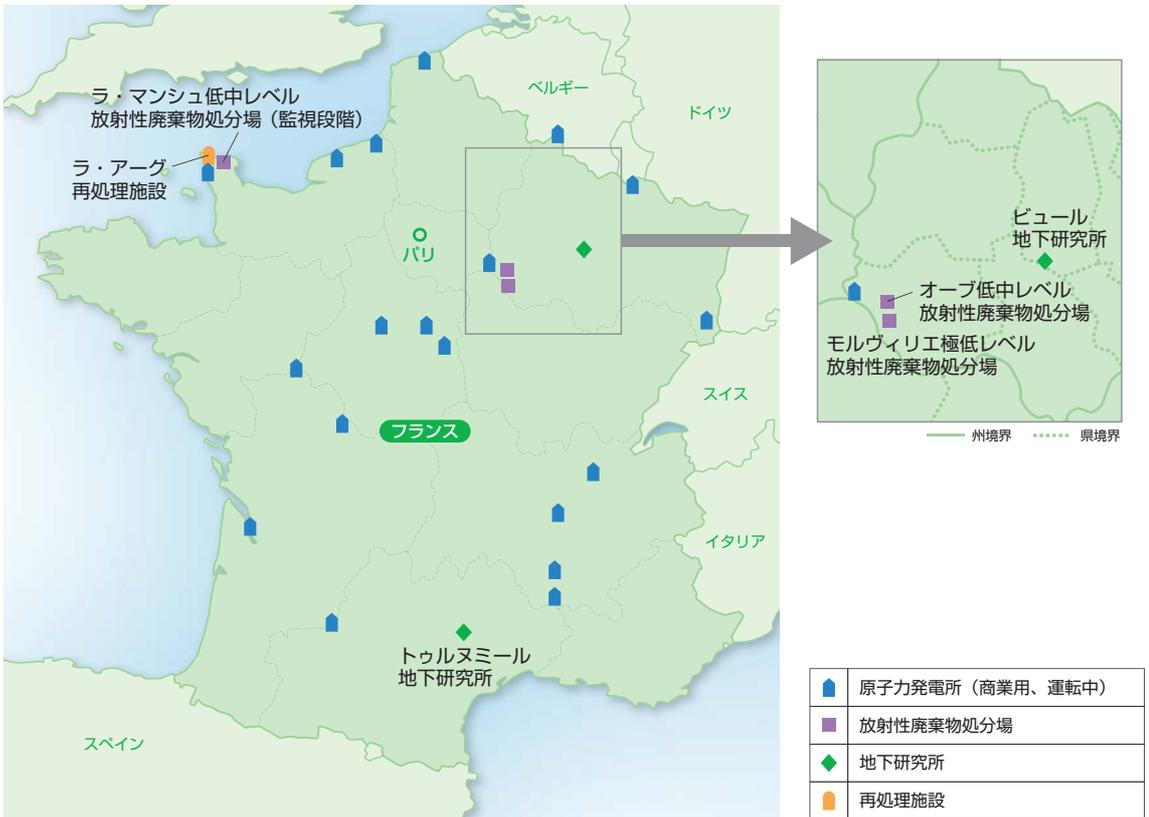 ラ・マンシュ低中レベル
放射性廃棄物処分場（監視段階）
ラ・アーグ
再処理施設
ベルギー
ドイツ
パリ
スイス
フランス
イタリア
トゥルヌミール
地下研究所
スペイン
ビュール
地下研究所
オーブ低中レベル
放射性廃棄物処分場
モルヴィリエ極低レベル
放射性廃棄物処分場
州境界 県境界
原子力発電所（商業用、運転中）
放射性廃棄物処分場
地下研究所
再処理施設